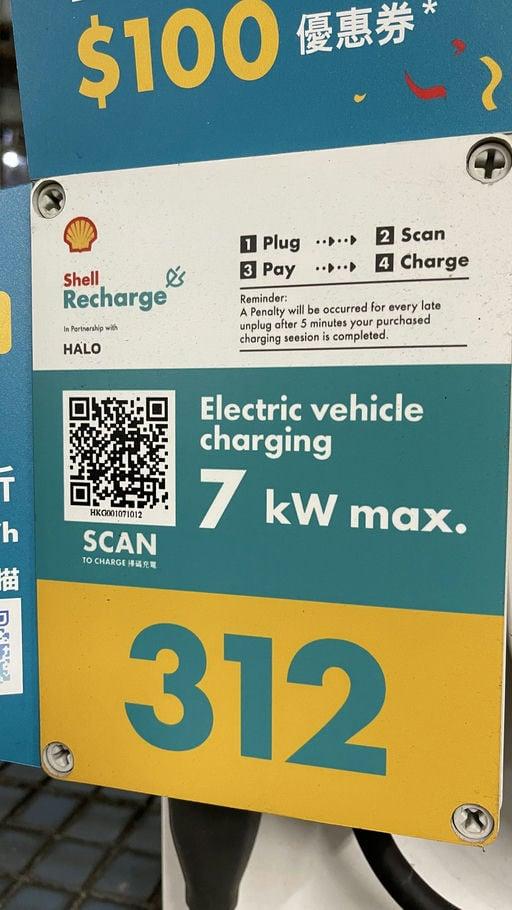 $100 優惠券*
1 Plug 2 Scan
3 Pay 4 Charge
Shell
Recharge
In Partnership with
HALO
Reminder:
A Penalty will be occurred for every late
unplug after 5 minutes your purchased
charging seesion is completed.
Electric vehicle
charging
7 kW max.
HKG001071012
SCAN
TO CHARGE 掃碼充電
312
h
描